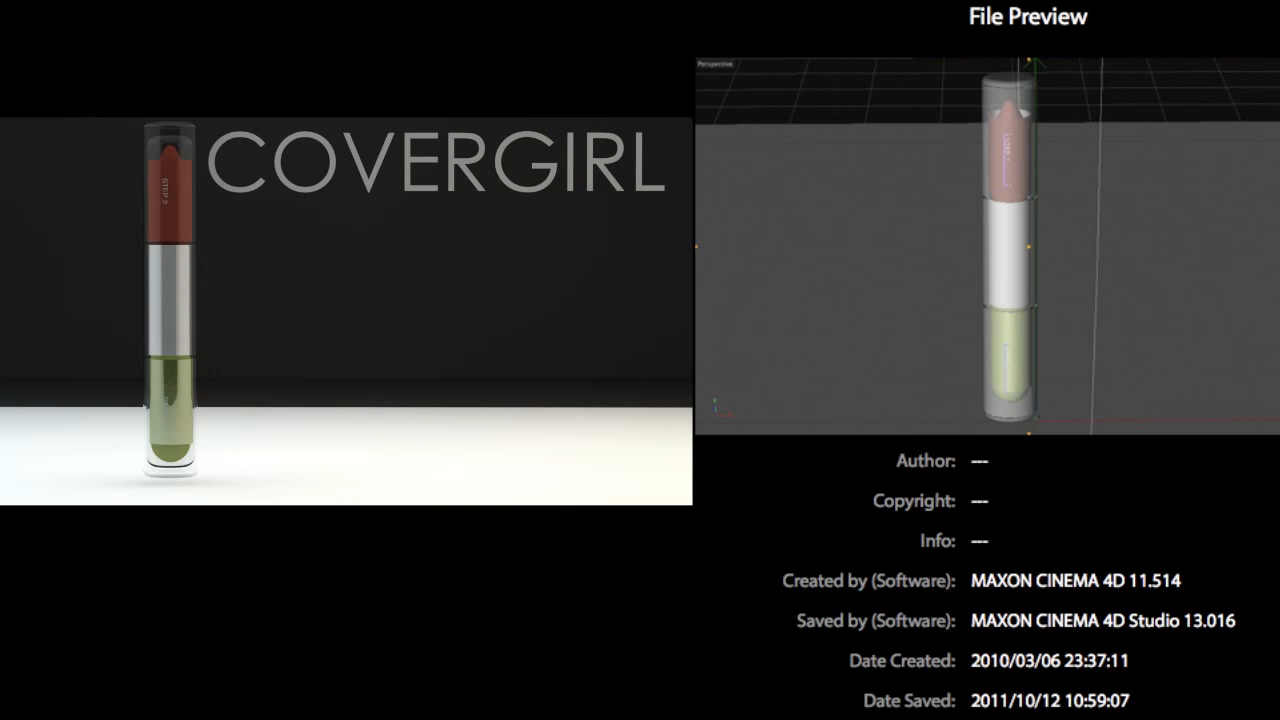 COVERGIRL
STEP 2
File Preview
Perspective
Author: ---
Copyright: ---
Info: ---
Created by (Software): MAXON CINEMA 4D 11.514
Saved by (Software): MAXON CINEMA 4D Studio 13.016
Date Created: 2010/03/06 23:37:11
Date Saved: 2011/10/12 10:59:07